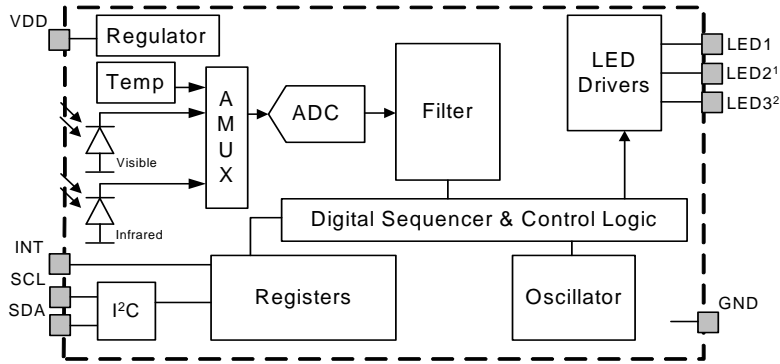 VDD
Regulator
Temp
AMUX
ADC
Filter
LED
Drivers
LED1
LED2¹
LED3²
Visible
Infrared
Digital Sequencer & Control Logic
INT
SCL
SDA
I²C
Registers
Oscillator
GND